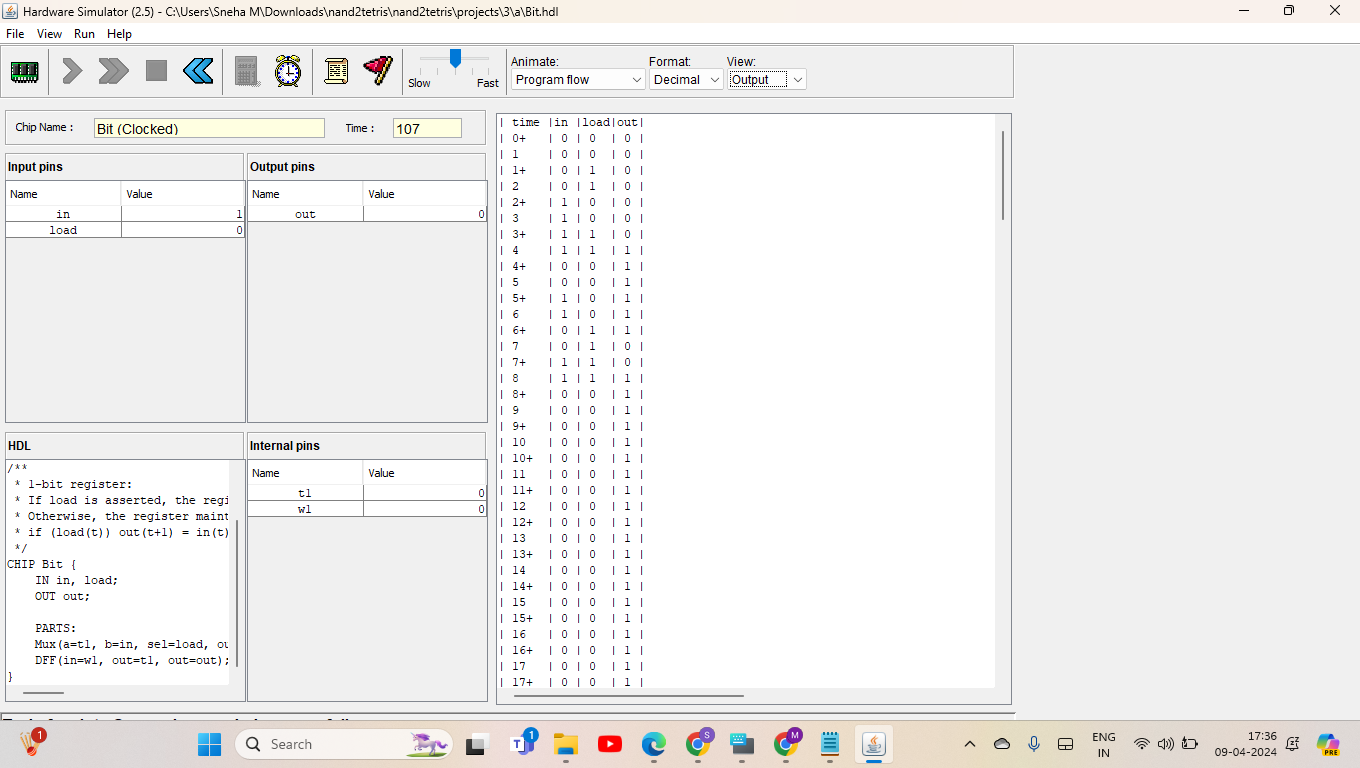 Hardware Simulator (2.5) - C:\Users\Sneha M\Downloads\nand2tetris\nand2tetris\projects\3\a\Bit.hdl
File View Run Help
Slow Fast
Animate: Format: View:
Program flow Decimal Output
Chip Name : Bit (Clocked) Time : 107
Input pins
Name Value
in 1
load 0
Output pins
Name Value
out 0
HDL
/**
* 1-bit register:
* If load is asserted, the regi
* Otherwise, the register maint
* if (load(t)) out(t+1) = in(t)
*/
CHIP Bit {
IN in, load;
OUT out;
PARTS:
Mux(a=t1, b=in, sel=load, ou
DFF(in=w1, out=t1, out=out);
}
Internal pins
Name Value
t1 0
w1 0
| time |in |load|out|
| 0+ | 0 | 0 | 0 |
| 1 | 0 | 0 | 0 |
| 1+ | 0 | 1 | 0 |
| 2 | 0 | 1 | 0 |
| 2+ | 1 | 0 | 0 |
| 3 | 1 | 0 | 0 |
| 3+ | 1 | 1 | 0 |
| 4 | 1 | 1 | 1 |
| 4+ | 0 | 0 | 1 |
| 5 | 0 | 0 | 1 |
| 5+ | 1 | 0 | 1 |
| 6 | 1 | 0 | 1 |
| 6+ | 0 | 1 | 1 |
| 7 | 0 | 1 | 0 |
| 7+ | 1 | 1 | 0 |
| 8 | 1 | 1 | 1 |
| 8+ | 0 | 0 | 1 |
| 9 | 0 | 0 | 1 |
| 9+ | 0 | 0 | 1 |
| 10 | 0 | 0 | 1 |
| 10+ | 0 | 0 | 1 |
| 11 | 0 | 0 | 1 |
| 11+ | 0 | 0 | 1 |
| 12 | 0 | 0 | 1 |
| 12+ | 0 | 0 | 1 |
| 13 | 0 | 0 | 1 |
| 13+ | 0 | 0 | 1 |
| 14 | 0 | 0 | 1 |
| 14+ | 0 | 0 | 1 |
| 15 | 0 | 0 | 1 |
| 15+ | 0 | 0 | 1 |
| 16 | 0 | 0 | 1 |
| 16+ | 0 | 0 | 1 |
| 17 | 0 | 0 | 1 |
| 17+ | 0 | 0 | 1 |
1
Search
1
S
M
ENG
IN
17:36
09-04-2024
PRE